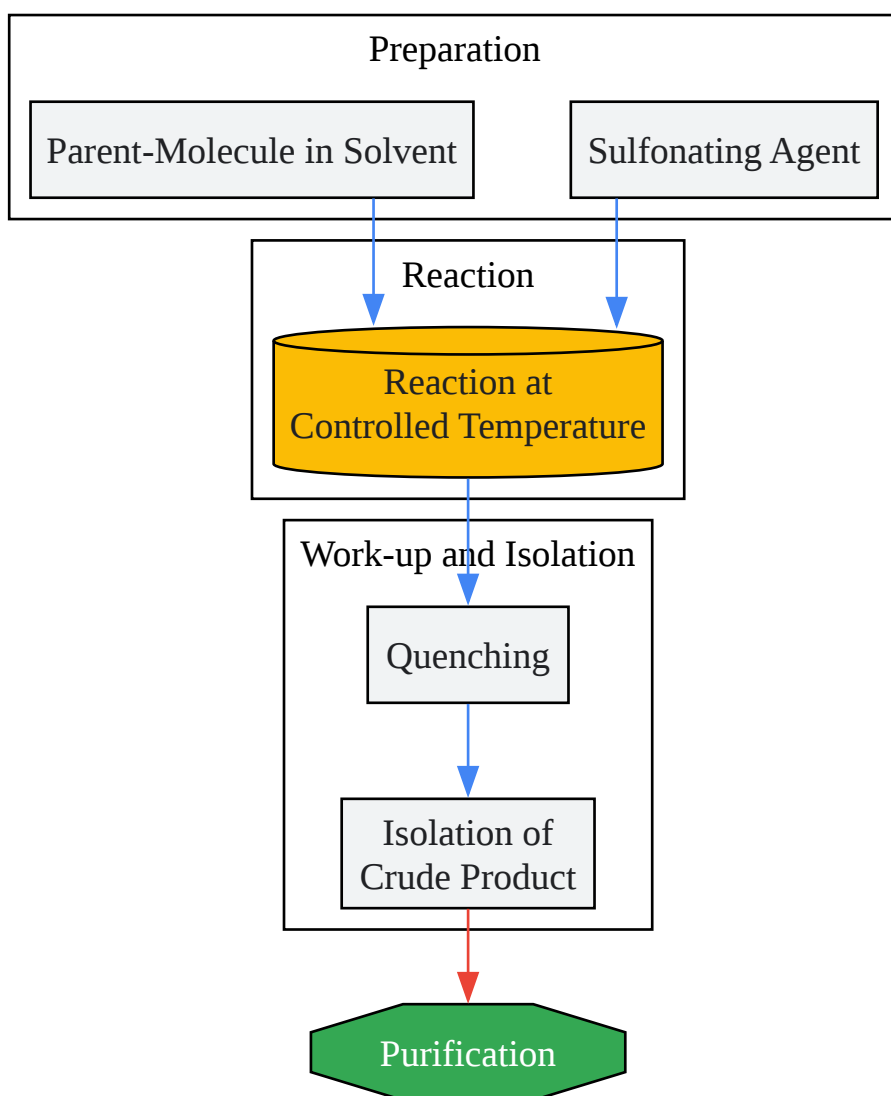 Preparation
Parent-Molecule in Solvent
Sulfonating Agent
Reaction
Reaction at
Controlled Temperature
Work-up and Isolation
Quenching
Isolation of
Crude Product
Purification